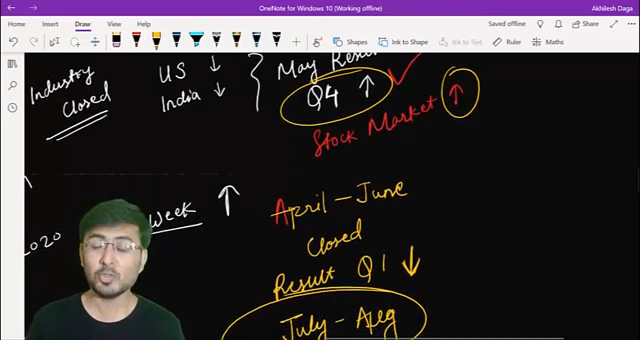 OneNote for Windows 10 (Working offline)
Akhilesh Daga
Home Insert Draw View Saved offline
Shapes Ink to Shape Ink to Text Ruler Maths
Industry Closed
US ↓
India ↓
May Result
Q4 ↑
Stock Market ↑
2020
Week ↑
April - June
Closed
Result Q1 ↓
July - Aug